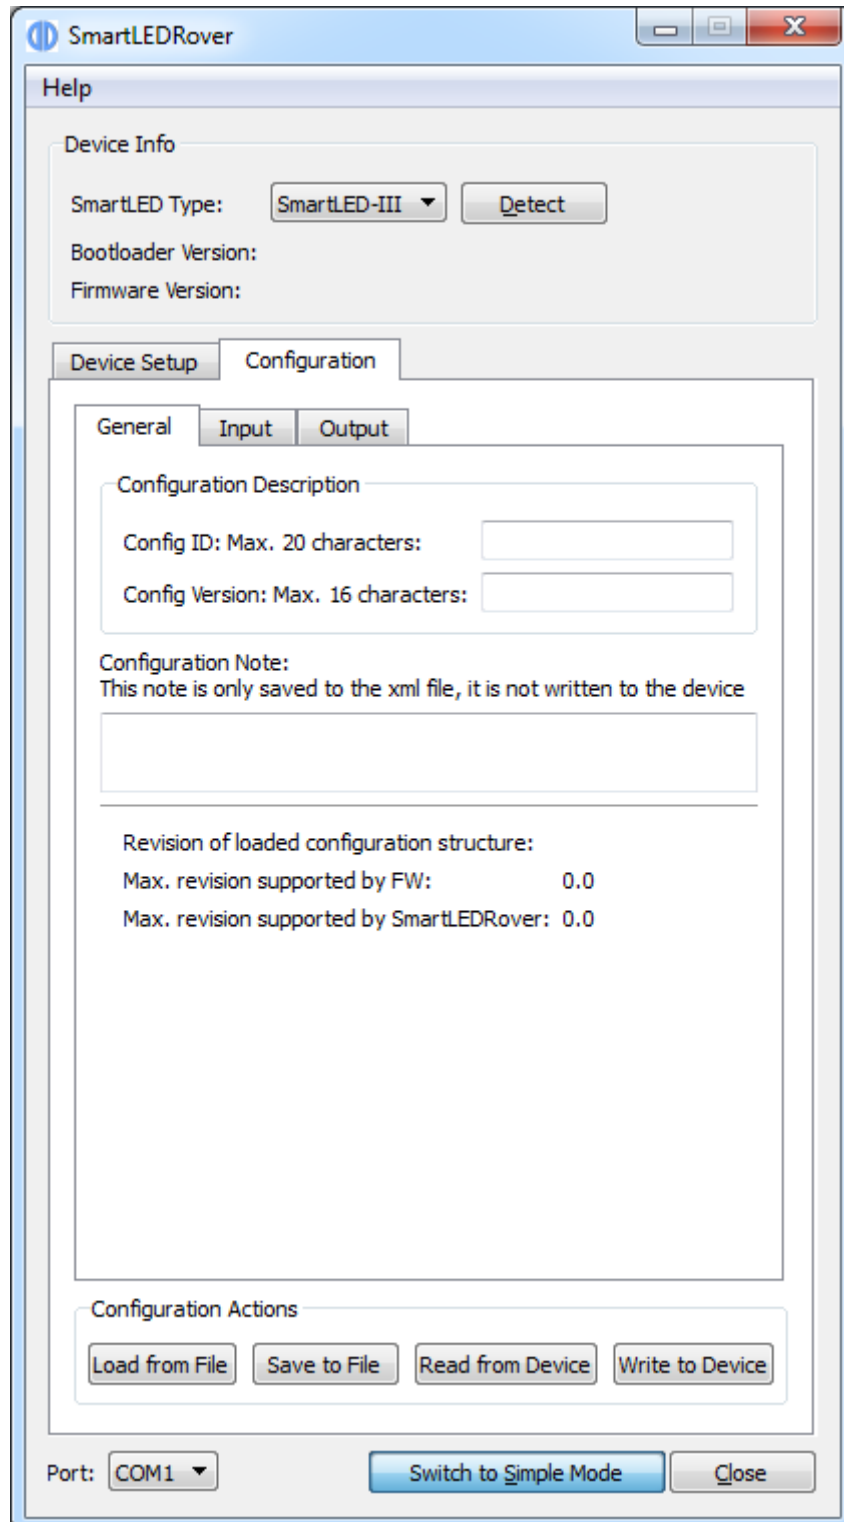 SmartLEDRover
Help
Device Info
SmartLED Type: SmartLED-III Detect
Bootloader Version:
Firmware Version:
Device Setup Configuration
General Input Output
Configuration Description
Config ID: Max. 20 characters:
Config Version: Max. 16 characters:
Configuration Note:
This note is only saved to the xml file, it is not written to the device
Revision of loaded configuration structure:
Max. revision supported by FW: 0.0
Max. revision supported by SmartLEDRover: 0.0
Configuration Actions
Load from File Save to File Read from Device Write to Device
Port: COM1 Switch to Simple Mode Close